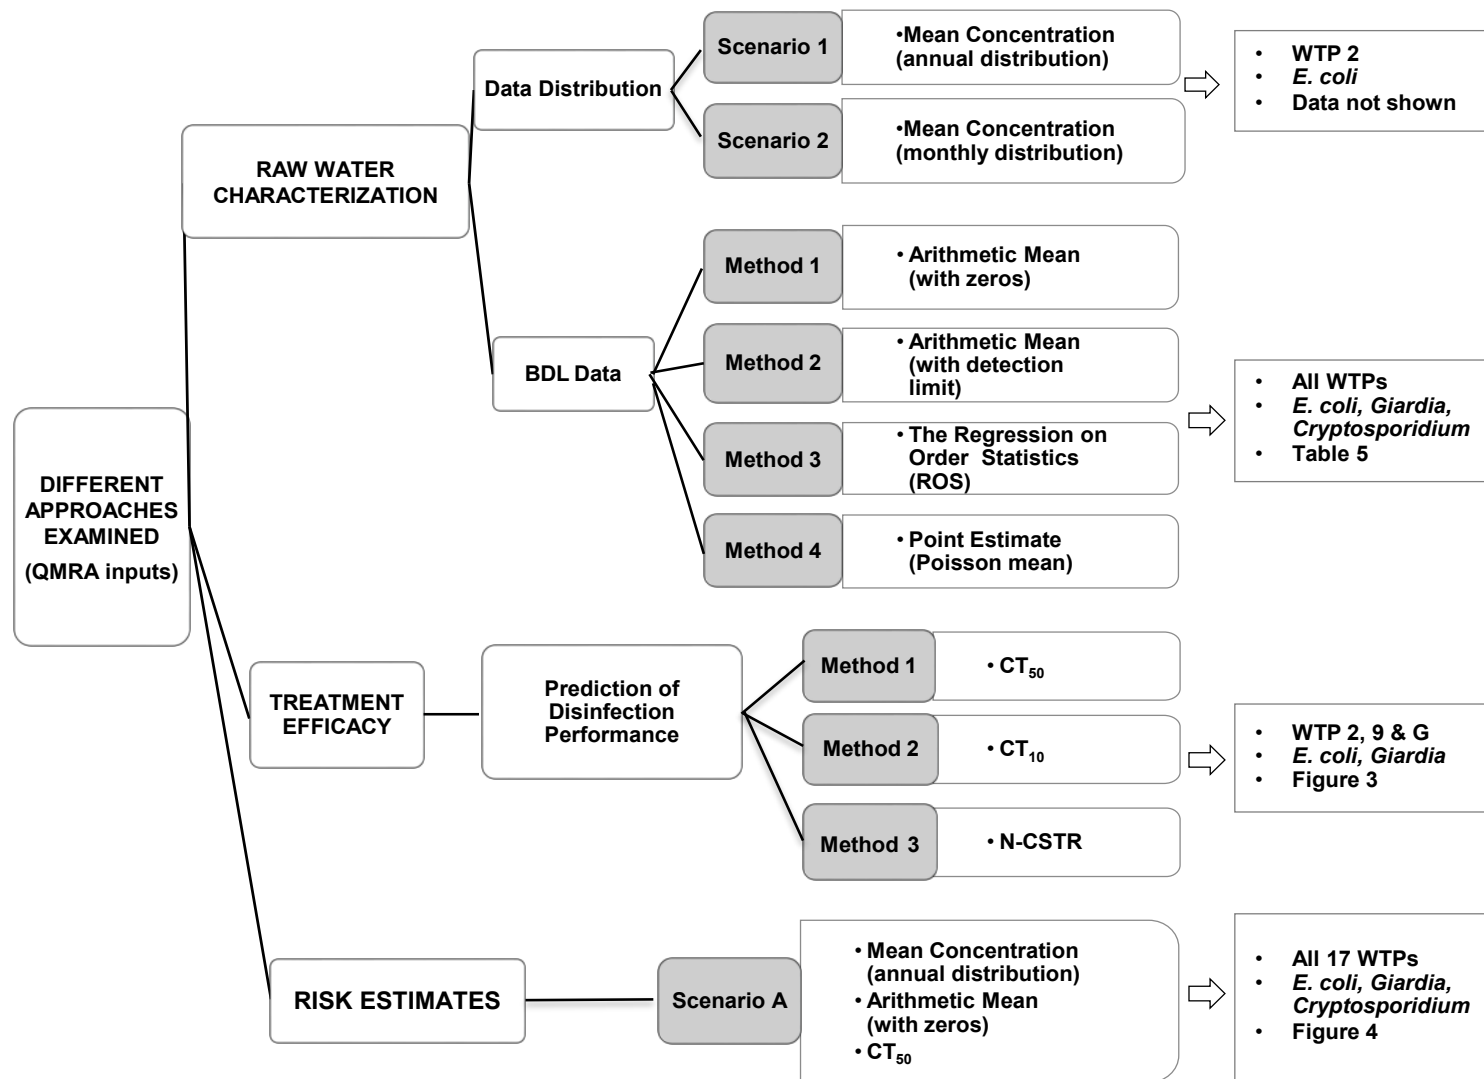 DIFFERENT
APPROACHES
EXAMINED
(QMRA inputs)
RAW WATER
CHARACTERIZATION
Data Distribution
Scenario 1
•Mean Concentration
(annual distribution)
Scenario 2
•Mean Concentration
(monthly distribution)
• WTP 2
• E. coli
• Data not shown
BDL Data
Method 1
• Arithmetic Mean
(with zeros)
Method 2
• Arithmetic Mean
(with detection
limit)
Method 3
• The Regression on
Order Statistics
(ROS)
Method 4
• Point Estimate
(Poisson mean)
• All WTPs
• E. coli, Giardia,
Cryptosporidium
• Table 5
TREATMENT
EFFICACY
Prediction of
Disinfection
Performance
Method 1
• CT50
Method 2
• CT10
Method 3
• N-CSTR
• WTP 2, 9 & G
• E. coli, Giardia
• Figure 3
RISK ESTIMATES
Scenario A
• Mean Concentration
(annual distribution)
• Arithmetic Mean
(with zeros)
• CT50
• All 17 WTPs
• E. coli, Giardia,
Cryptosporidium
• Figure 4